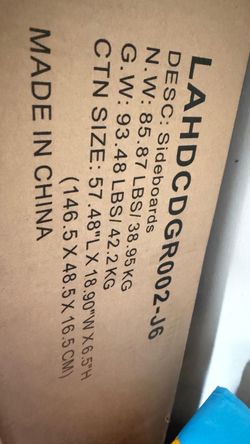 LAHDCDGR002-J6
DESC: Sideboards
N.W: 85.87 LBS/ 38.95 KG
G.W: 93.48 LBS/ 42.2 KG
CTN SIZE: 57.48"L X 18.90"W X 6.5"H
(146.5 X 48.5 X 16.5 CM)
MADE IN CHINA